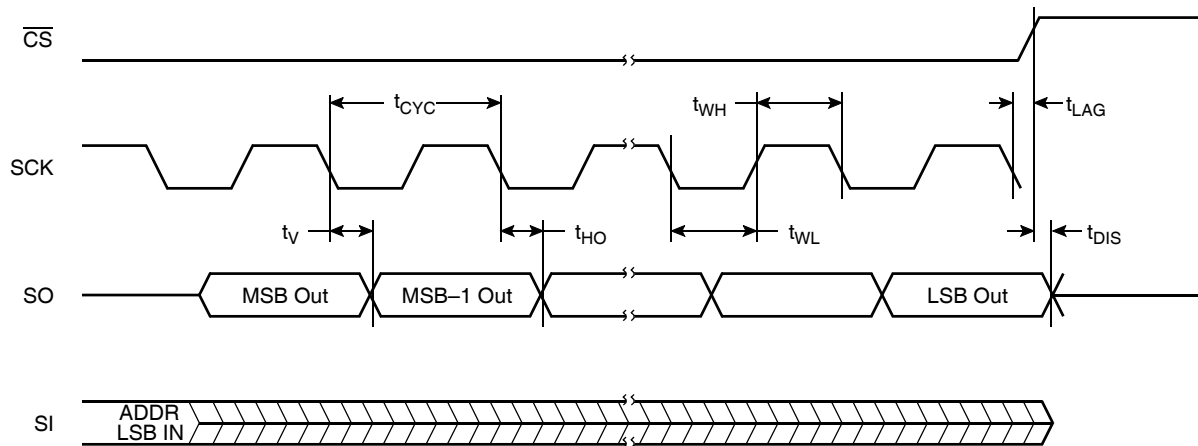 CS
tCYC
tWH
tLAG
SCK
tV
tHO
tWL
tDIS
SO
MSB Out
MSB–1 Out
LSB Out
SI
ADDR
LSB IN